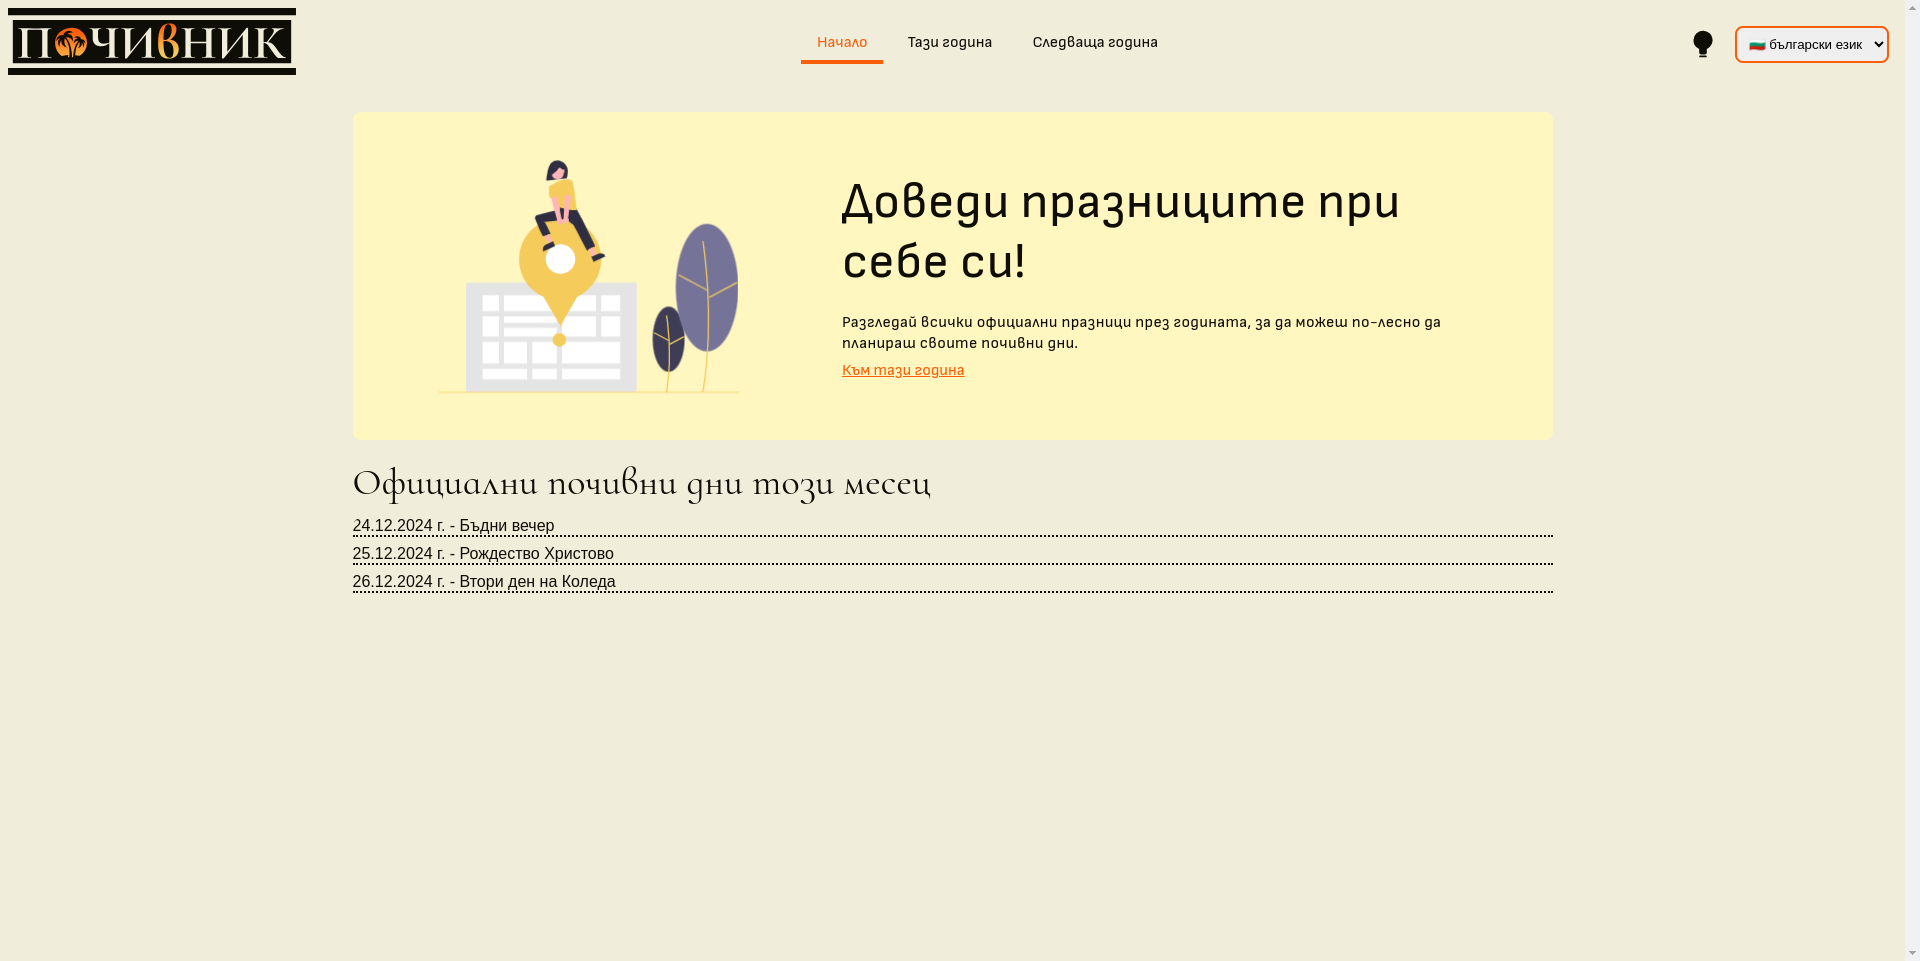 ПОЧИВНИК
Начало
Тази година
Следваща година
български език
Доведи празниците при
себе си!
Разгледай всички официални празници през годината, за да можеш по-лесно да
планираш своите почивни дни.
Към тази година
Официални почивни дни този месец
24.12.2024 г. - Бъдни вечер
25.12.2024 г. - Рождество Христово
26.12.2024 г. - Втори ден на Коледа